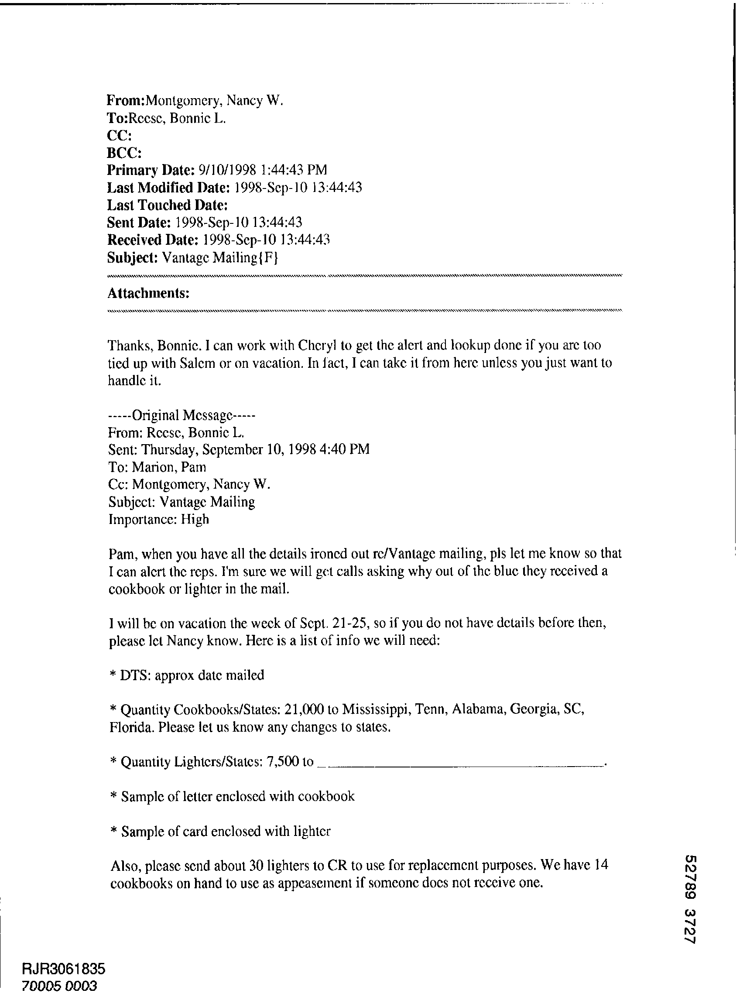 From:Montgomery, Nancy W.
To:Reese, Bonnie L.
CC:
BCC:
Primary Date: 9/10/1998 1:44:43 PM
Last Modified Date: 1998-Sep-10 13:44:43
Last Touched Date:
Sent Date: 1998-Sep-10 13:44:43
Received Date: 1998-Sep-10 13:44:43
Subject: Vantage Mailing{F}
Attachments:
Thanks, Bonnie. I can work with Cheryl to get the alert and lookup done if you are too
tied up with Salem or on vacation. In fact, I can take it from here unless you just want to
handle it.
-----Original Message-----
From: Reese, Bonnie L.
Sent: Thursday, September 10, 1998 4:40 PM
To: Marion, Pam
Cc: Montgomery, Nancy W.
Subject: Vantage Mailing
Importance: High
Pam, when you have all the details ironed out re/Vantage mailing, pls let me know so that
I can alert the reps. I'm sure we will get calls asking why out of the blue they received a
cookbook or lighter in the mail.
I will be on vacation the week of Sept. 21-25, so if you do not have details before then,
please let Nancy know. Here is a list of info we will need:
* DTS: approx date mailed
* Quantity Cookbooks/States: 21,000 to Mississippi, Tenn, Alabama, Georgia, SC,
Florida. Please let us know any changes to states.
* Quantity Lighters/States: 7,500 to _______________________________________.
* Sample of letter enclosed with cookbook
* Sample of card enclosed with lighter
Also, please send about 30 lighters to CR to use for replacement purposes. We have 14
cookbooks on hand to use as appeasement if someone does not receive one.
52789 3727
RJR3061835
70005 0003